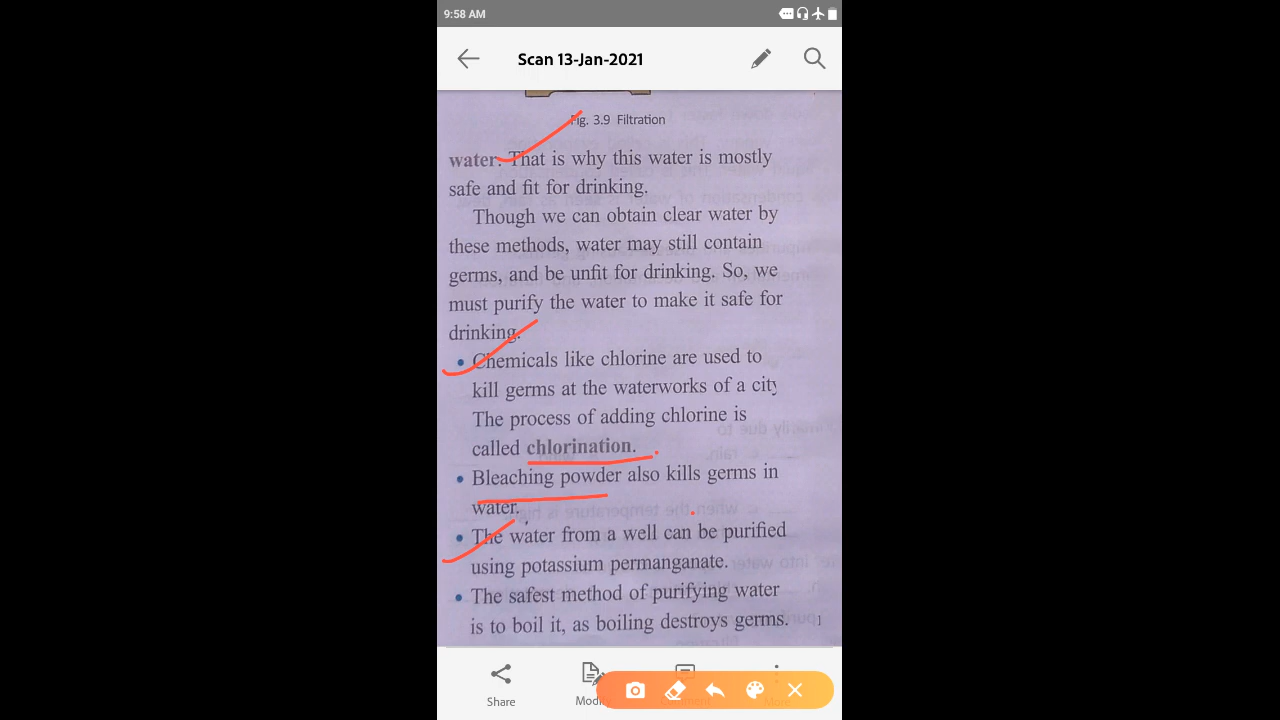 9:58 AM
Scan 13-Jan-2021
Fig. 3.9 Filtration
water. That is why this water is mostly
safe and fit for drinking.
Though we can obtain clear water by
these methods, water may still contain
germs, and be unfit for drinking. So, we
must purify the water to make it safe for
drinking.
• Chemicals like chlorine are used to
kill germs at the waterworks of a city
The process of adding chlorine is
called chlorination.
• Bleaching powder also kills germs in
water.
• The water from a well can be purified
using potassium permanganate.
• The safest method of purifying water
is to boil it, as boiling destroys germs.
Share